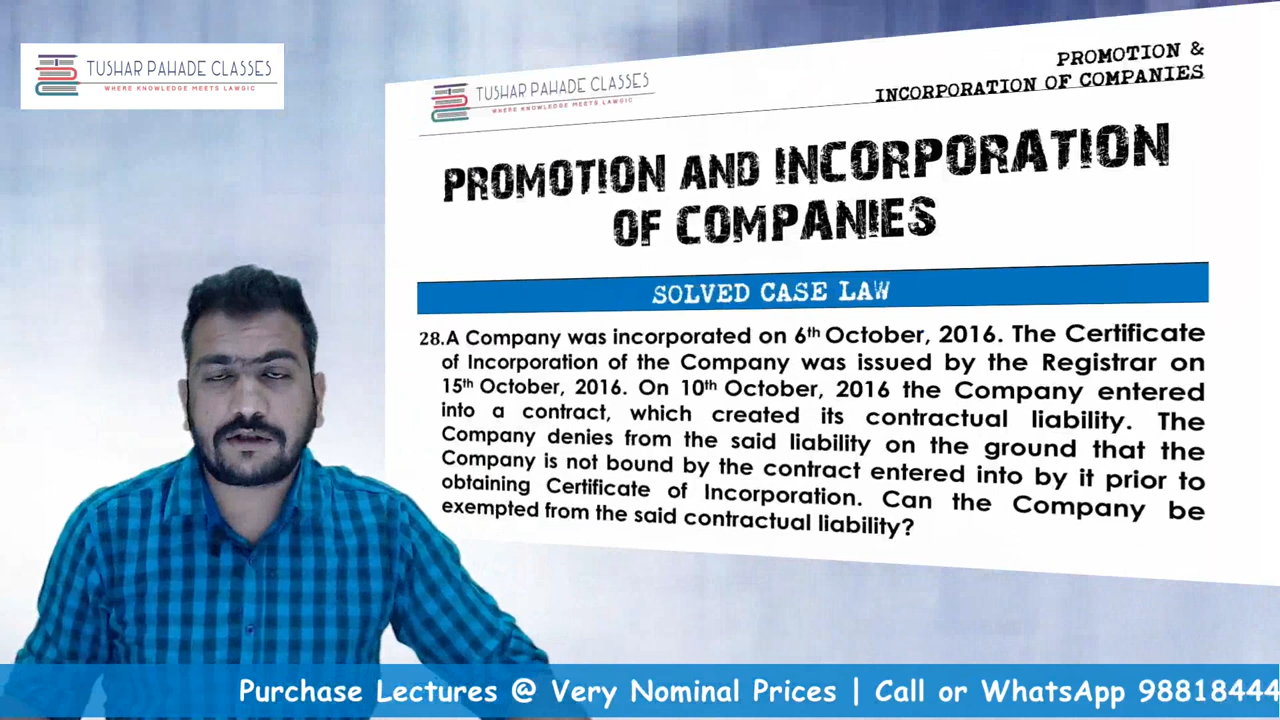 TUSHAR PAHADE CLASSES
WHERE KNOWLEDGE MEETS LAWGIC
TUSHAR PAHADE CLASSES
WHERE KNOWLEDGE MEETS LAWGIC
PROMOTION &
INCORPORATION OF COMPANIES
PROMOTION AND INCORPORATION
OF COMPANIES
SOLVED CASE LAW
28.A Company was incorporated on 6th October, 2016. The Certificate
of Incorporation of the Company was issued by the Registrar on
15th October, 2016. On 10th October, 2016 the Company entered
into a contract, which created its contractual liability. The
Company denies from the said liability on the ground that the
Company is not bound by the contract entered into by it prior to
obtaining Certificate of Incorporation. Can the Company be
exempted from the said contractual liability?
Purchase Lectures @ Very Nominal Prices | Call or WhatsApp 98818444